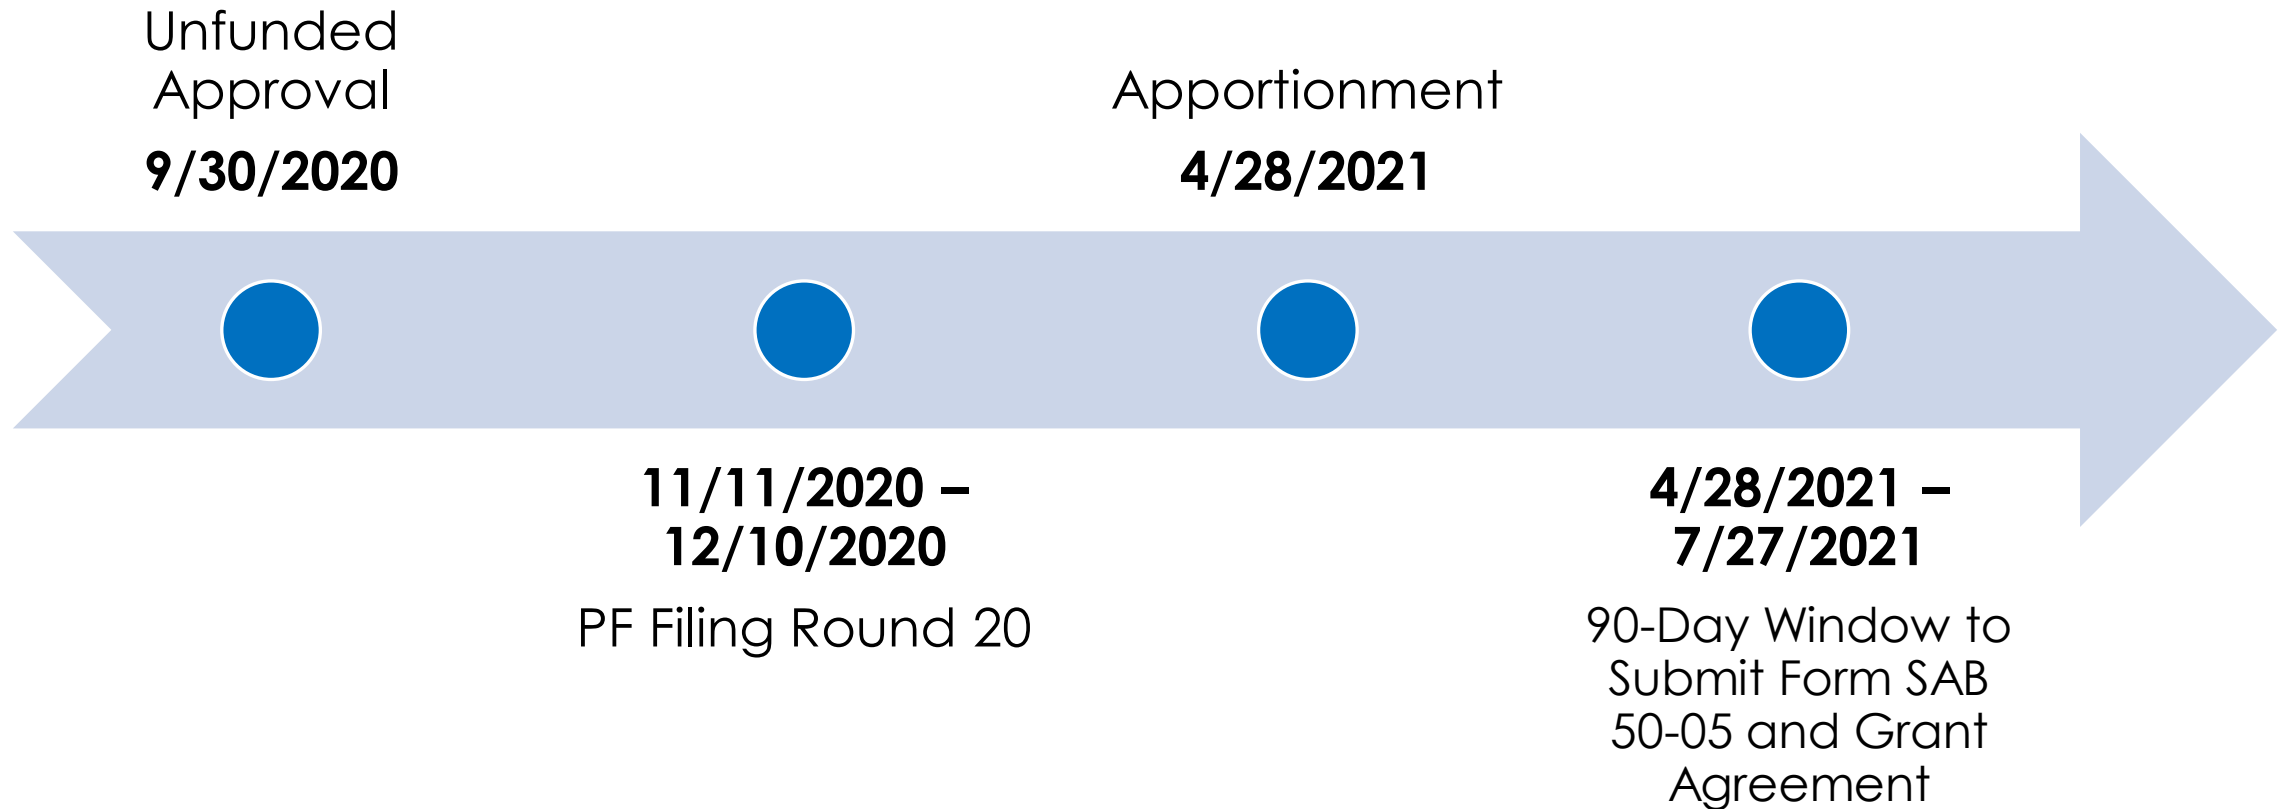 Unfunded
Approval
9/30/2020
11/11/2020 –
12/10/2020
PF Filing Round 20
Apportionment
4/28/2021
4/28/2021 –
7/27/2021
90-Day Window to
Submit Form SAB
50-05 and Grant
Agreement